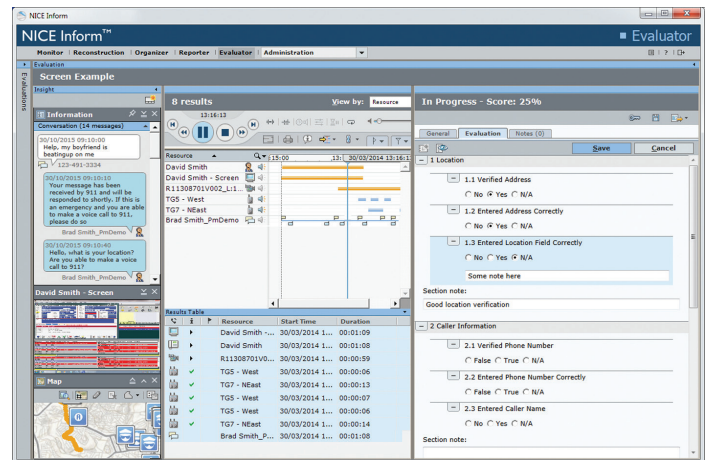 NICE Inform
NICE Inform™
Evaluator
Monitor Reconstruction Organizer Reporter Evaluator Administration
? 
Evaluation
Evaluations
Screen Example
Insight
Information
Conversation (14 messages)
30/10/2015 09:10:00
Help, my boyfriend is
beatingup on me
123-491-3334
30/10/2015 09:10:10
Your message has been
received by 911 and will be
responded to shortly. If this is
an emergency and you are able
to make a voice call to 911,
please do so
Brad Smith_PmDemo
30/10/2015 09:10:40
Hello, what is your location?
Are you able to make a voice
call to 911?
Brad Smith_PmDemo
David Smith - Screen
Map
8 results
View by: Resource
13:16:13
Resource 15:00 13: 30/03/2014 13:16:1
David Smith
David Smith - Screen
R11308701V002_L:1...
TG5 - West
TG7 - NEast
Brad Smith_PmDemo
Results Table
Resource Start Time Duration
David Smith -... 30/03/2014 1... 00:01:09
David Smith 30/03/2014 1... 00:01:08
R11308701V0... 30/03/2014 1... 00:00:59
TG5 - West 30/03/2014 1... 00:00:06
TG7 - NEast 30/03/2014 1... 00:00:13
TG5 - West 30/03/2014 1... 00:00:07
TG5 - West 30/03/2014 1... 00:00:06
TG7 - NEast 30/03/2014 1... 00:00:14
Brad Smith_P... 30/03/2014 1... 00:01:08
In Progress - Score: 25%
General Evaluation Notes (0)
Save Cancel
1 Location
1.1 Verified Address
No Yes N/A
1.2 Entered Address Correctly
No Yes N/A
1.3 Entered Location Field Correctly
No Yes N/A
Some note here
Section note:
Good location verification
2 Caller Information
2.1 Verified Phone Number
False True N/A
2.2 Entered Phone Number Correctly
False True N/A
2.3 Entered Caller Name
No Yes N/A
Section note: